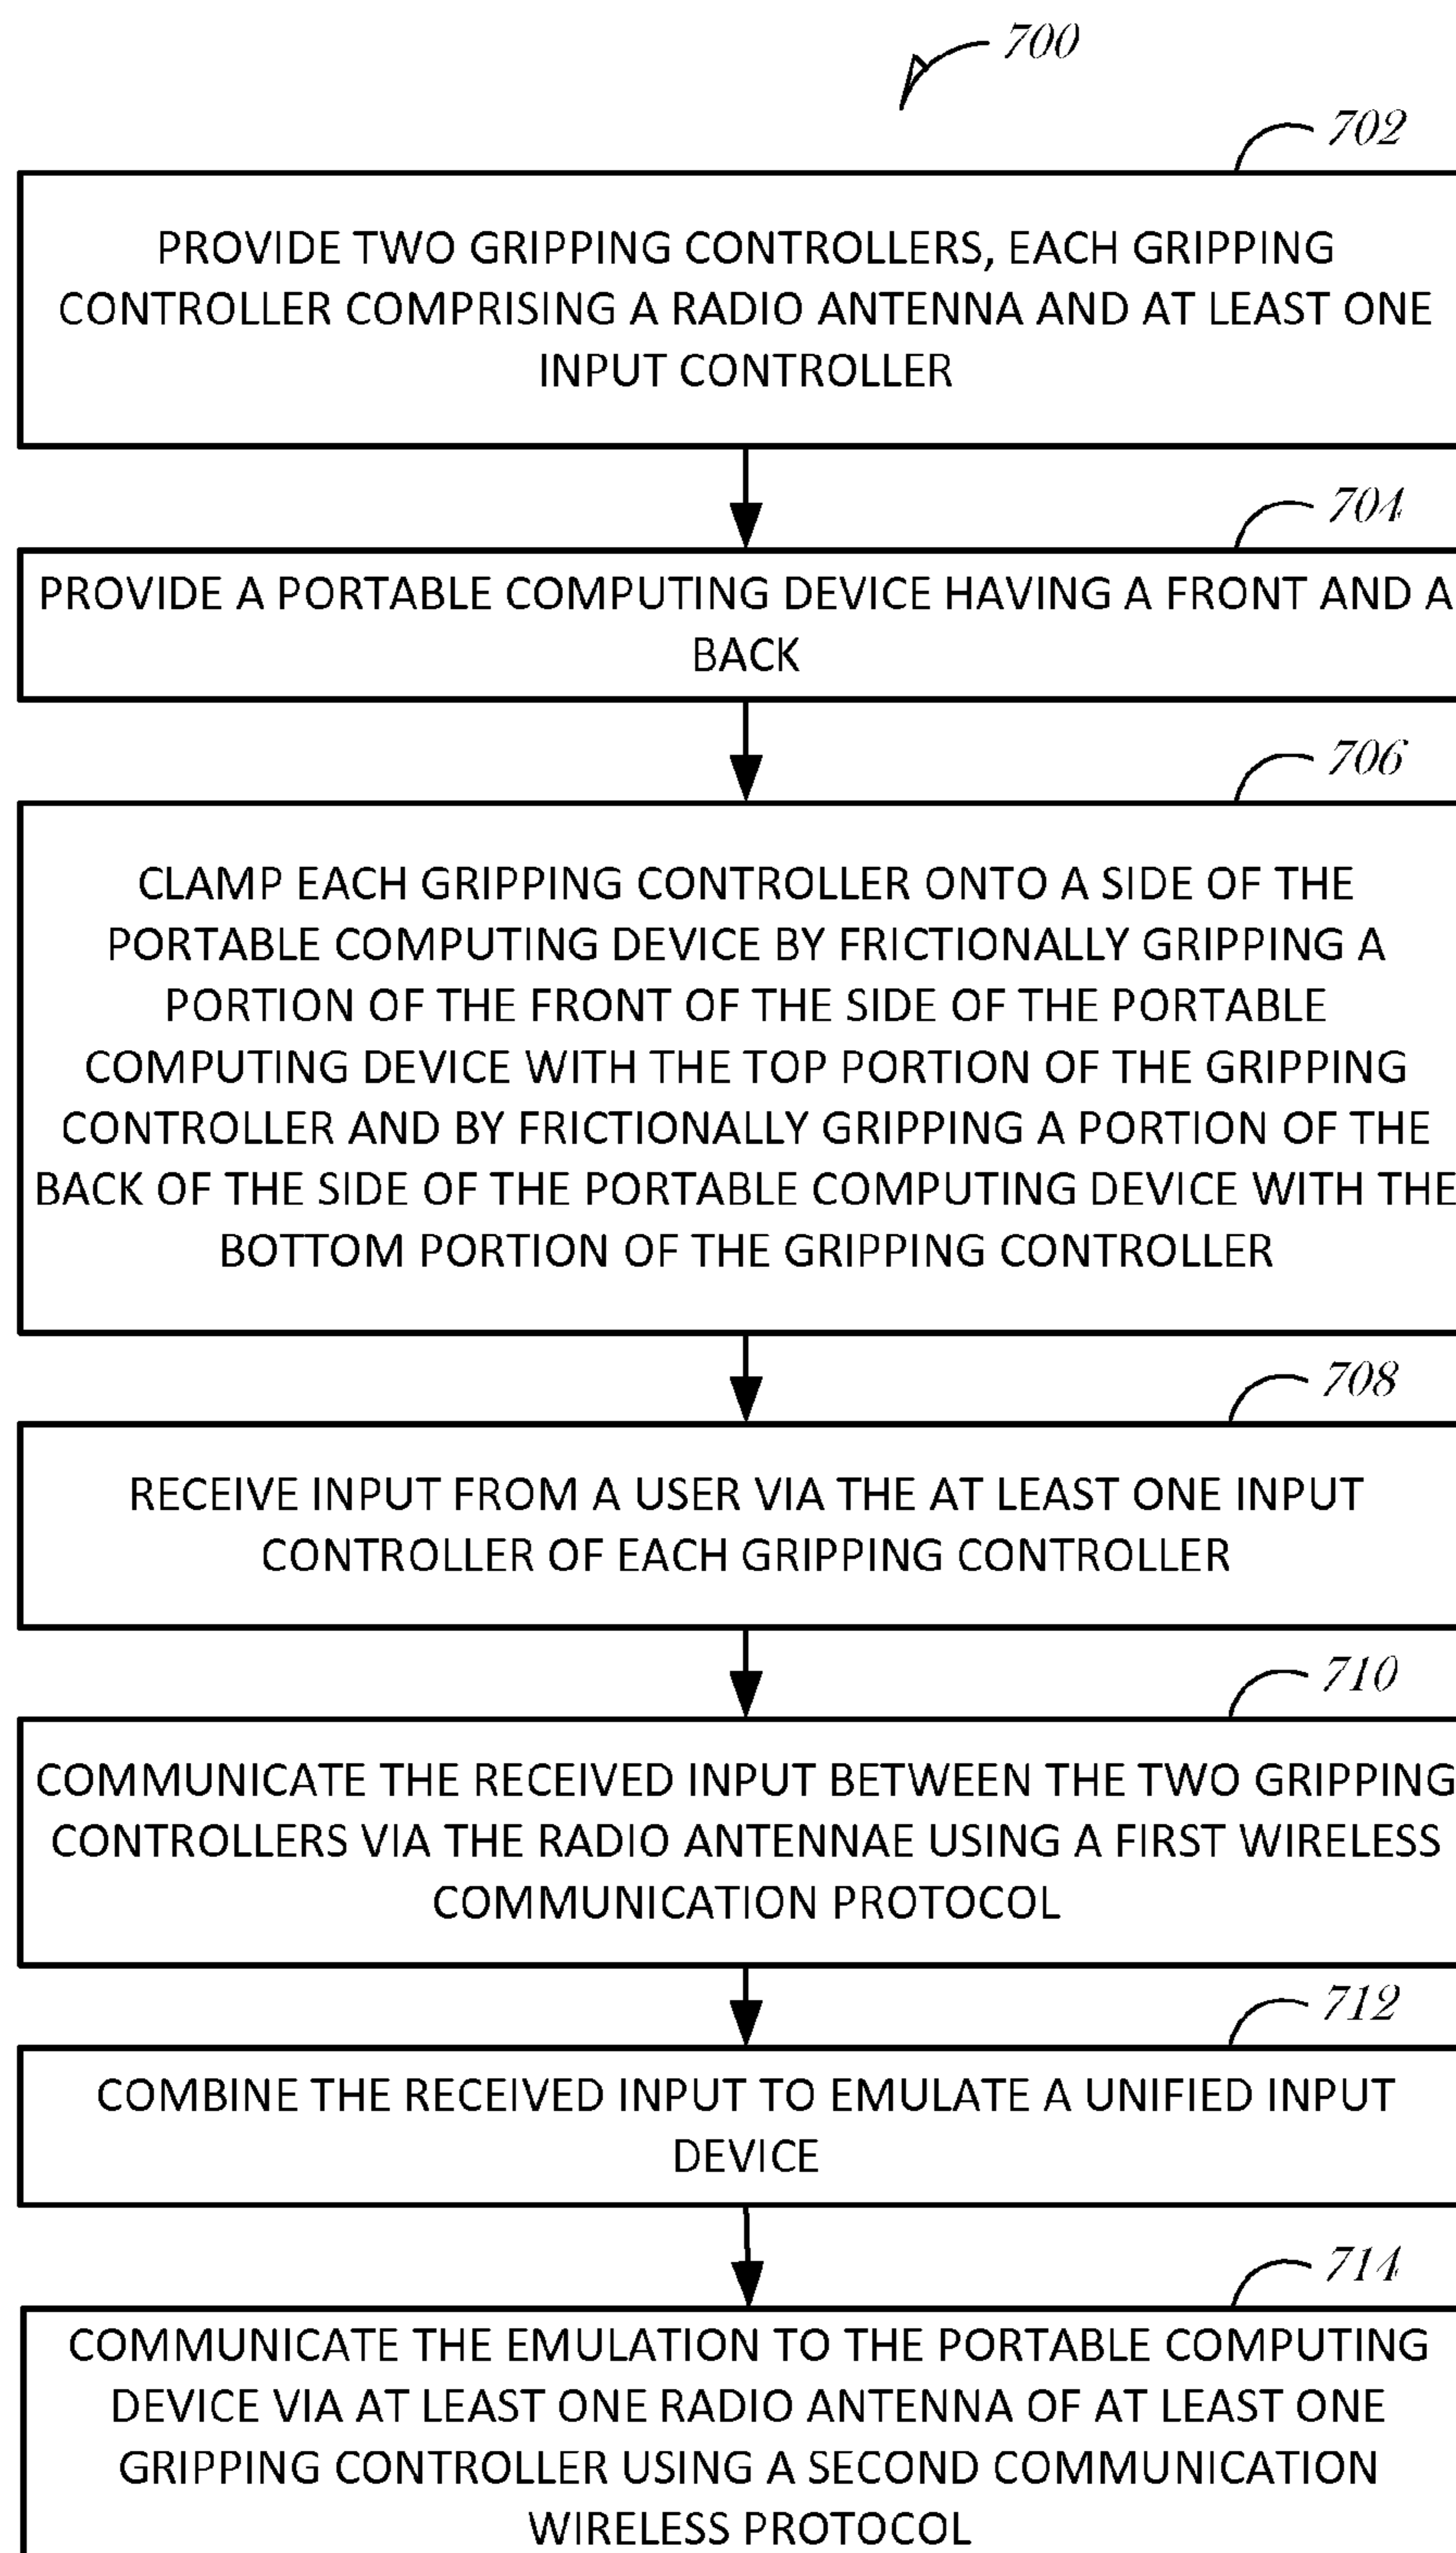 700
702
PROVIDE TWO GRIPPING CONTROLLERS, EACH GRIPPING
CONTROLLER COMPRISING A RADIO ANTENNA AND AT LEAST ONE
INPUT CONTROLLER
704
PROVIDE A PORTABLE COMPUTING DEVICE HAVING A FRONT AND A
BACK
706
CLAMP EACH GRIPPING CONTROLLER ONTO A SIDE OF THE
PORTABLE COMPUTING DEVICE BY FRICTIONALLY GRIPPING A
PORTION OF THE FRONT OF THE SIDE OF THE PORTABLE
COMPUTING DEVICE WITH THE TOP PORTION OF THE GRIPPING
CONTROLLER AND BY FRICTIONALLY GRIPPING A PORTION OF THE
BACK OF THE SIDE OF THE PORTABLE COMPUTING DEVICE WITH THE
BOTTOM PORTION OF THE GRIPPING CONTROLLER
708
RECEIVE INPUT FROM A USER VIA THE AT LEAST ONE INPUT
CONTROLLER OF EACH GRIPPING CONTROLLER
710
COMMUNICATE THE RECEIVED INPUT BETWEEN THE TWO GRIPPING
CONTROLLERS VIA THE RADIO ANTENNAE USING A FIRST WIRELESS
COMMUNICATION PROTOCOL
712
COMBINE THE RECEIVED INPUT TO EMULATE A UNIFIED INPUT
DEVICE
714
COMMUNICATE THE EMULATION TO THE PORTABLE COMPUTING
DEVICE VIA AT LEAST ONE RADIO ANTENNA OF AT LEAST ONE
GRIPPING CONTROLLER USING A SECOND COMMUNICATION
WIRELESS PROTOCOL